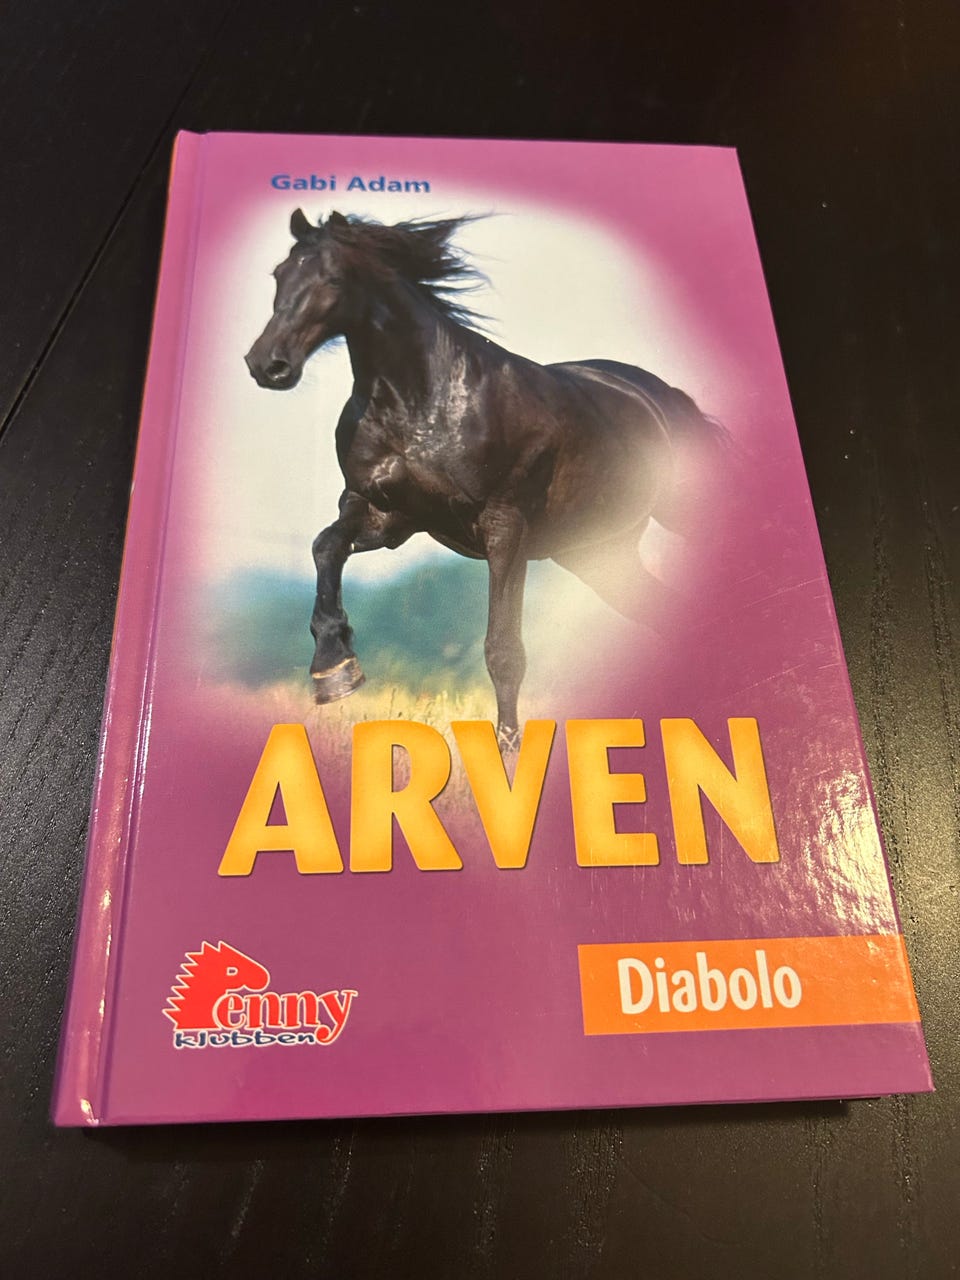 Gabi Adam
ARVEN
Diabolo
Penny
klubben